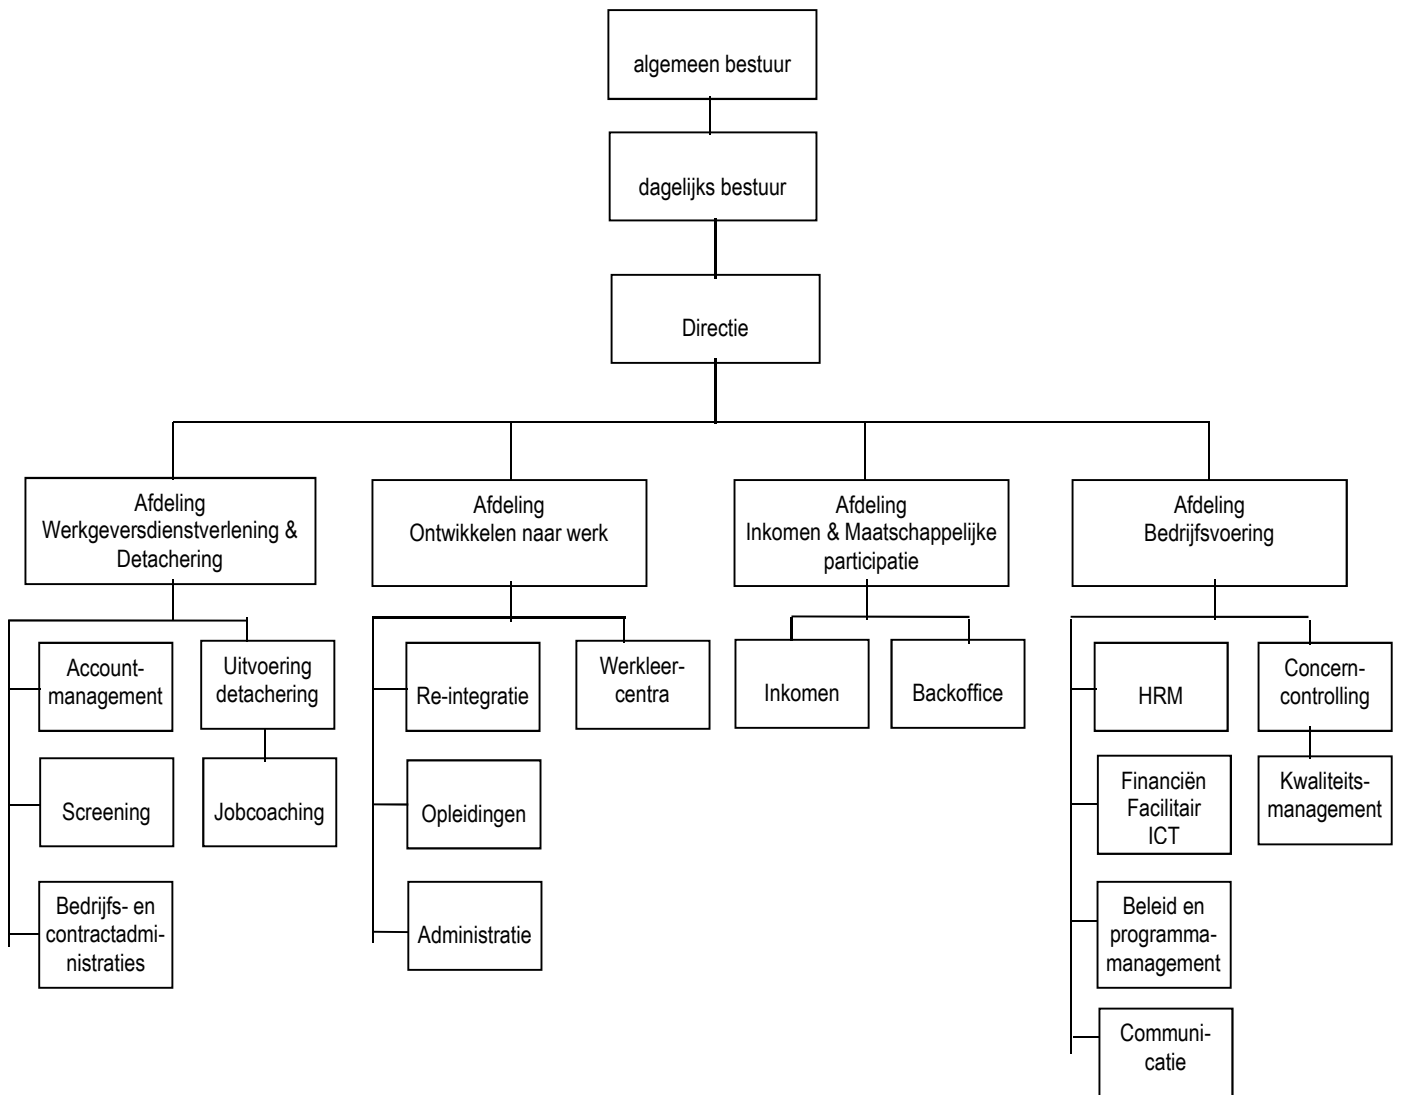 algemeen bestuur
dagelijks bestuur
Directie
Afdeling
Werkgeversdienstverlening &
Detachering
Afdeling
Ontwikkelen naar werk
Afdeling
Inkomen & Maatschappelijke
participatie
Afdeling
Bedrijfsvoering
Account-
management
Uitvoering
detachering
Screening
Jobcoaching
Bedrijfs- en
contractadmi-
nistraties
Re-integratie
Werkleer-
centra
Opleidingen
Administratie
Inkomen
Backoffice
HRM
Concern-
controlling
Financiën
Facilitair
ICT
Kwaliteits-
management
Beleid en
programma-
management
Communi-
catie